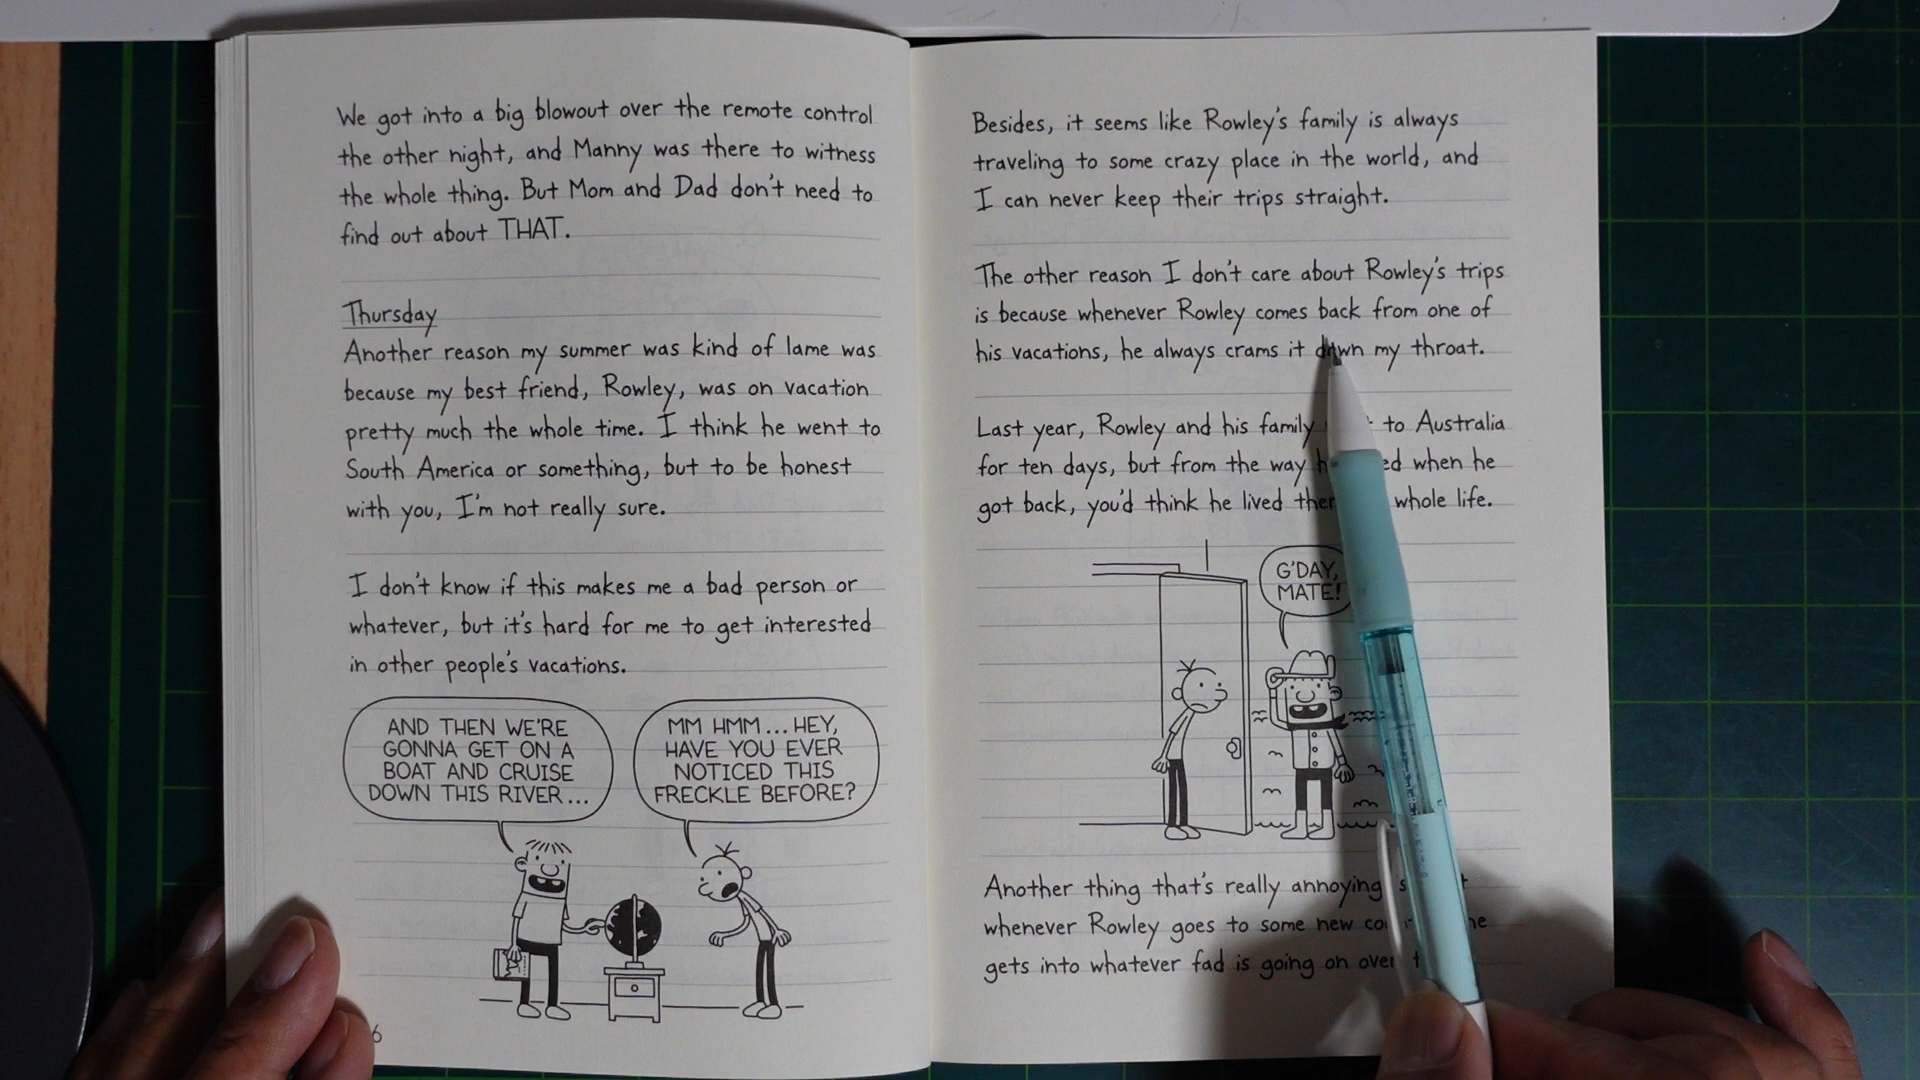 We got into a big blowout over the remote control
the other night, and Manny was there to witness
the whole thing. But Mom and Dad don't need to
find out about THAT.
Thursday
Another reason my summer was kind of lame was
because my best friend, Rowley, was on vacation
pretty much the whole time. I think he went to
South America or something, but to be honest
with you, I'm not really sure.
I don't know if this makes me a bad person or
whatever, but it's hard for me to get interested
in other people's vacations.
AND THEN WE'RE
GONNA GET ON A
BOAT AND CRUISE
DOWN THIS RIVER...
MM HMM... HEY,
HAVE YOU EVER
NOTICED THIS
FRECKLE BEFORE?
6
Besides, it seems like Rowley's family is always
traveling to some crazy place in the world, and
I can never keep their trips straight.
The other reason I don't care about Rowley's trips
is because whenever Rowley comes back from one of
his vacations, he always crams it down my throat.
Last year, Rowley and his family to Australia
for ten days, but from the way when he
got back, you'd think he lived whole life.
G'DAY,
MATE!
Another thing that's really annoying
whenever Rowley goes to some new
gets into whatever fad is going on